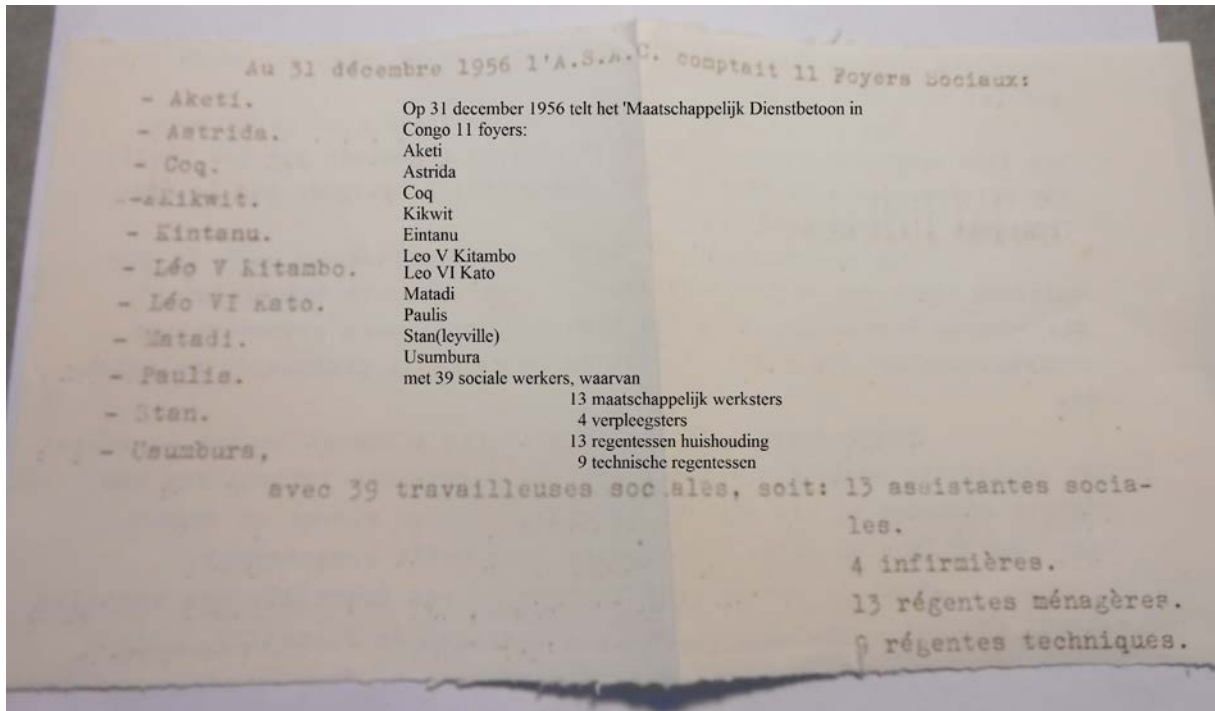 Au 31 décembre 1956 l'A.S.A.C. comptait 11 Foyers Sociaux:
- Aketi.
- Astrida.
- Coq.
- Kikwit.
- Kintanu.
- Léo V Kitambo.
- Léo VI Kato.
- Matadi.
- Paulis.
- Stan.
- Usumbura,
avec 39 travailleuses sociales, soit: 13 assistantes socia-
les.
4 infirmières.
13 régentes ménagères.
9 régentes techniques.
Op 31 december 1956 telt het 'Maatschappelijk Dienstbetoon in
Congo 11 foyers:
Aketi
Astrida
Coq
Kikwit
Eintanu
Leo V Kitambo
Leo VI Kato
Matadi
Paulis
Stan(leyville)
Usumbura
met 39 sociale werkers, waarvan
13 maatschappelijk werksters
4 verpleegsters
13 regentessen huishouding
9 technische regentessen